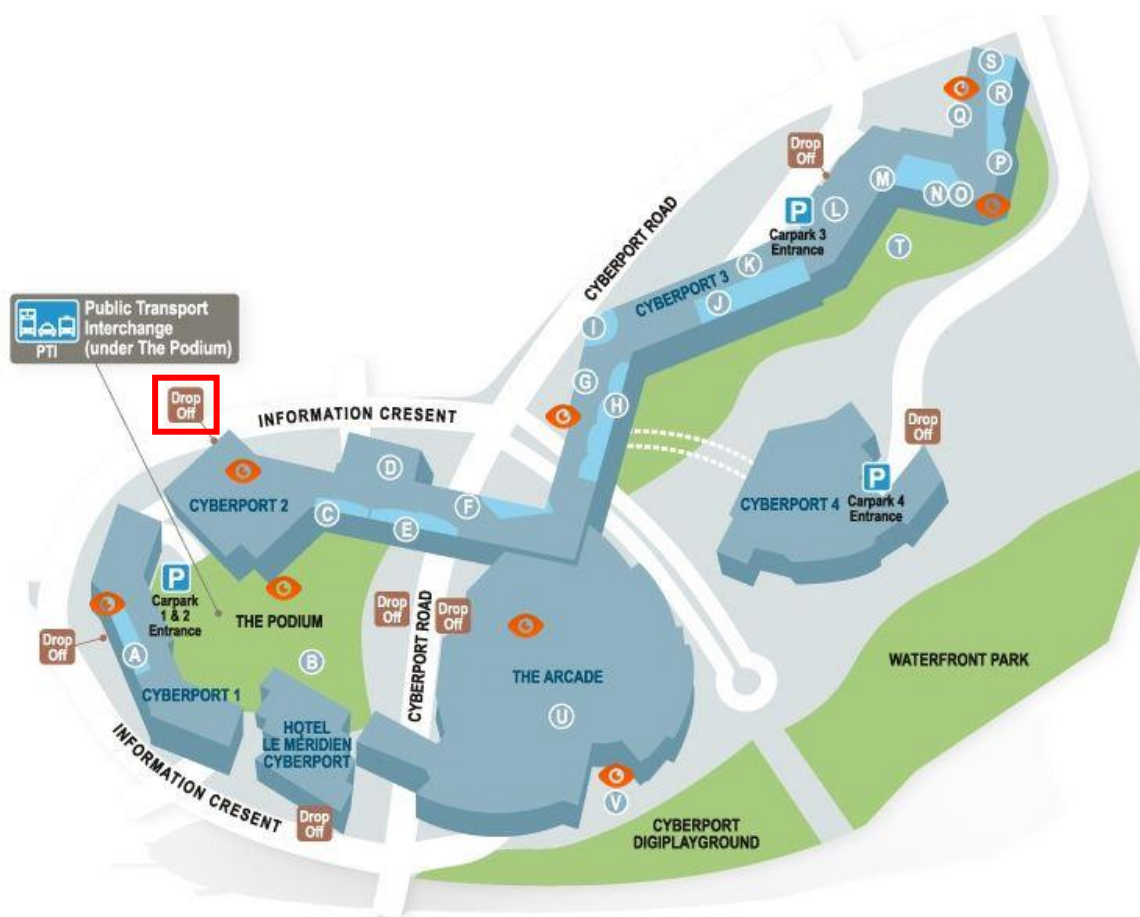 S
R
Q
Drop
Off
P
M
N
O
P
L
Carpark 3
Entrance
T
CYBERPORT ROAD
K
CYBERPORT 3
J
I
Public Transport
Interchange
(under The Podium)
PTI
G
H
Drop
Off
INFORMATION CRESENT
Drop
Off
D
P
CYBERPORT 2
C
E
F
CYBERPORT 4
Carpark 4
Entrance
P
Carpark
1 & 2
Entrance
THE PODIUM
Drop
Off
Drop
Off
CYBERPORT ROAD
Drop
Off
A
B
CYBERPORT 1
THE ARCADE
WATERFRONT PARK
U
HOTEL
LE MERIDIEN
CYBERPORT
INFORMATION CRESENT
Drop
Off
V
CYBERPORT
DIGIPLAYGROUND